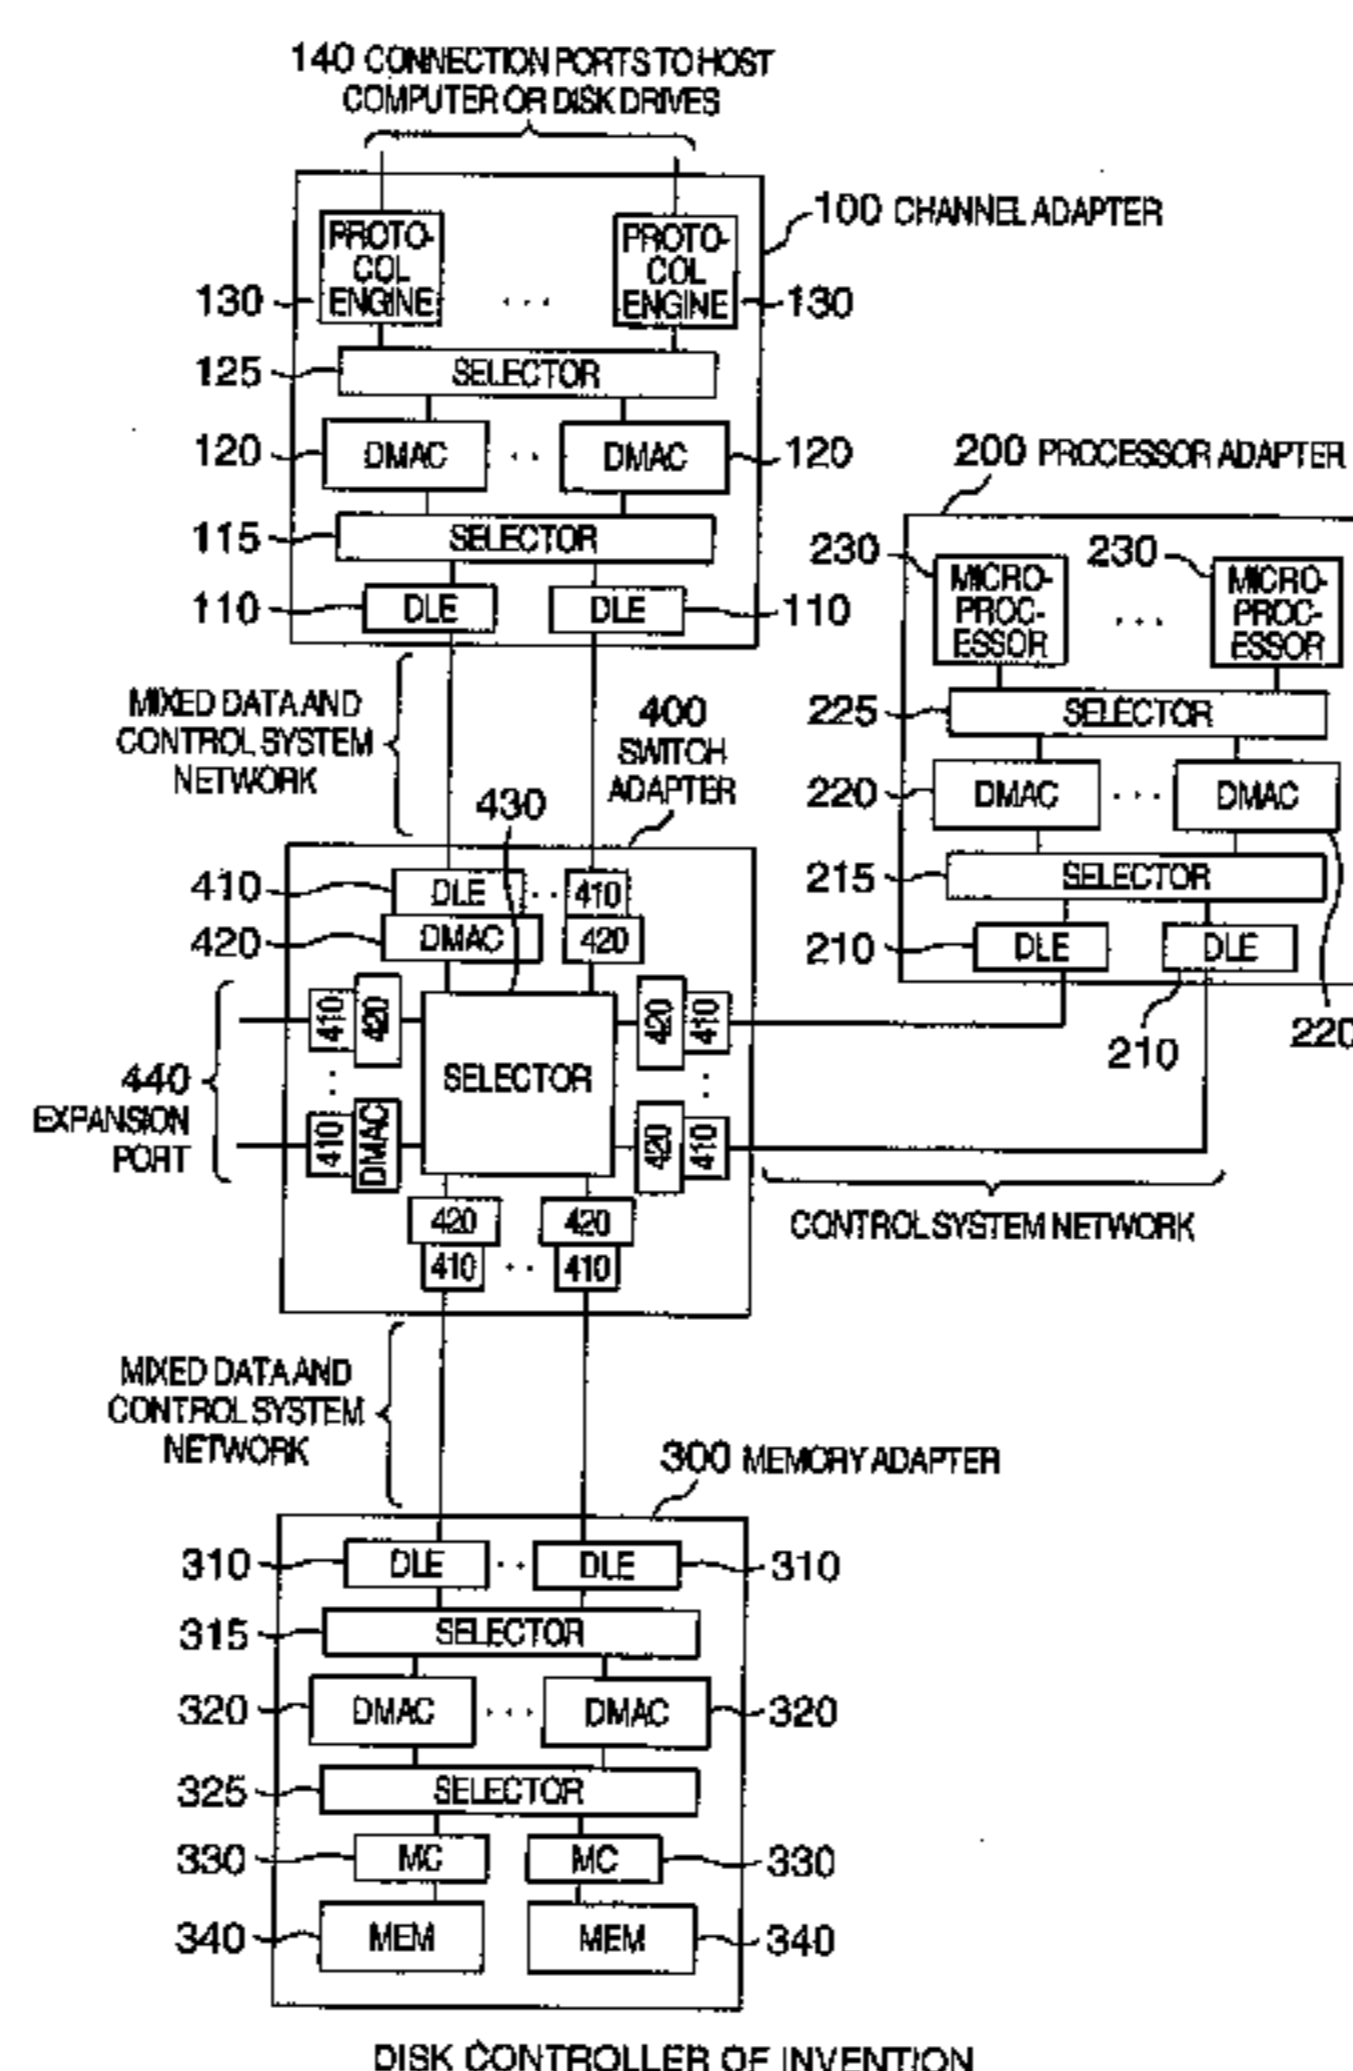 140 CONNECTION PORTS TO HOST
COMPUTER OR DISK DRIVES
100 CHANNEL ADAPTER
PROTO-
COL
ENGINE
PROTO-
COL
ENGINE
130
...
130
125
SELECTOR
120
DMAC
..
DMAC
120
115
SELECTOR
110
DLE
DLE
110
200 PROCESSOR ADAPTER
230
MICRO-
PROC-
ESSOR
...
230
MICRO-
PROC-
ESSOR
225
SELECTOR
220
DMAC
...
DMAC
215
SELECTOR
210
DLE
DLE
210
220
MIXED DATA AND
CONTROL SYSTEM
NETWORK
400
SWITCH
ADAPTER
430
410
DLE
..
410
420
DMAC
420
440
EXPANSION
PORT
410
420
410
DMAC
SELECTOR
420
410
420
410
420
420
410
..
410
CONTROL SYSTEM NETWORK
MIXED DATA AND
CONTROL SYSTEM
NETWORK
300 MEMORY ADAPTER
310
DLE
..
DLE
310
315
SELECTOR
320
DMAC
...
DMAC
320
325
SELECTOR
330
MC
MC
330
340
MEM
MEM
340
DISK CONTROLLER OF INVENTION